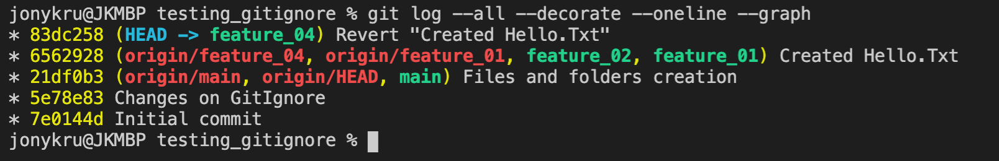 jonykru@JKMBP testing_gitignore % git log --all --decorate --oneline --graph
* 83dc258 (HEAD -> feature_04) Revert "Created Hello.Txt"
* 6562928 (origin/feature_04, origin/feature_01, feature_02, feature_01) Created Hello.Txt
* 21df0b3 (origin/main, origin/HEAD, main) Files and folders creation
* 5e78e83 Changes on GitIgnore
* 7e0144d Initial commit
jonykru@JKMBP testing_gitignore %